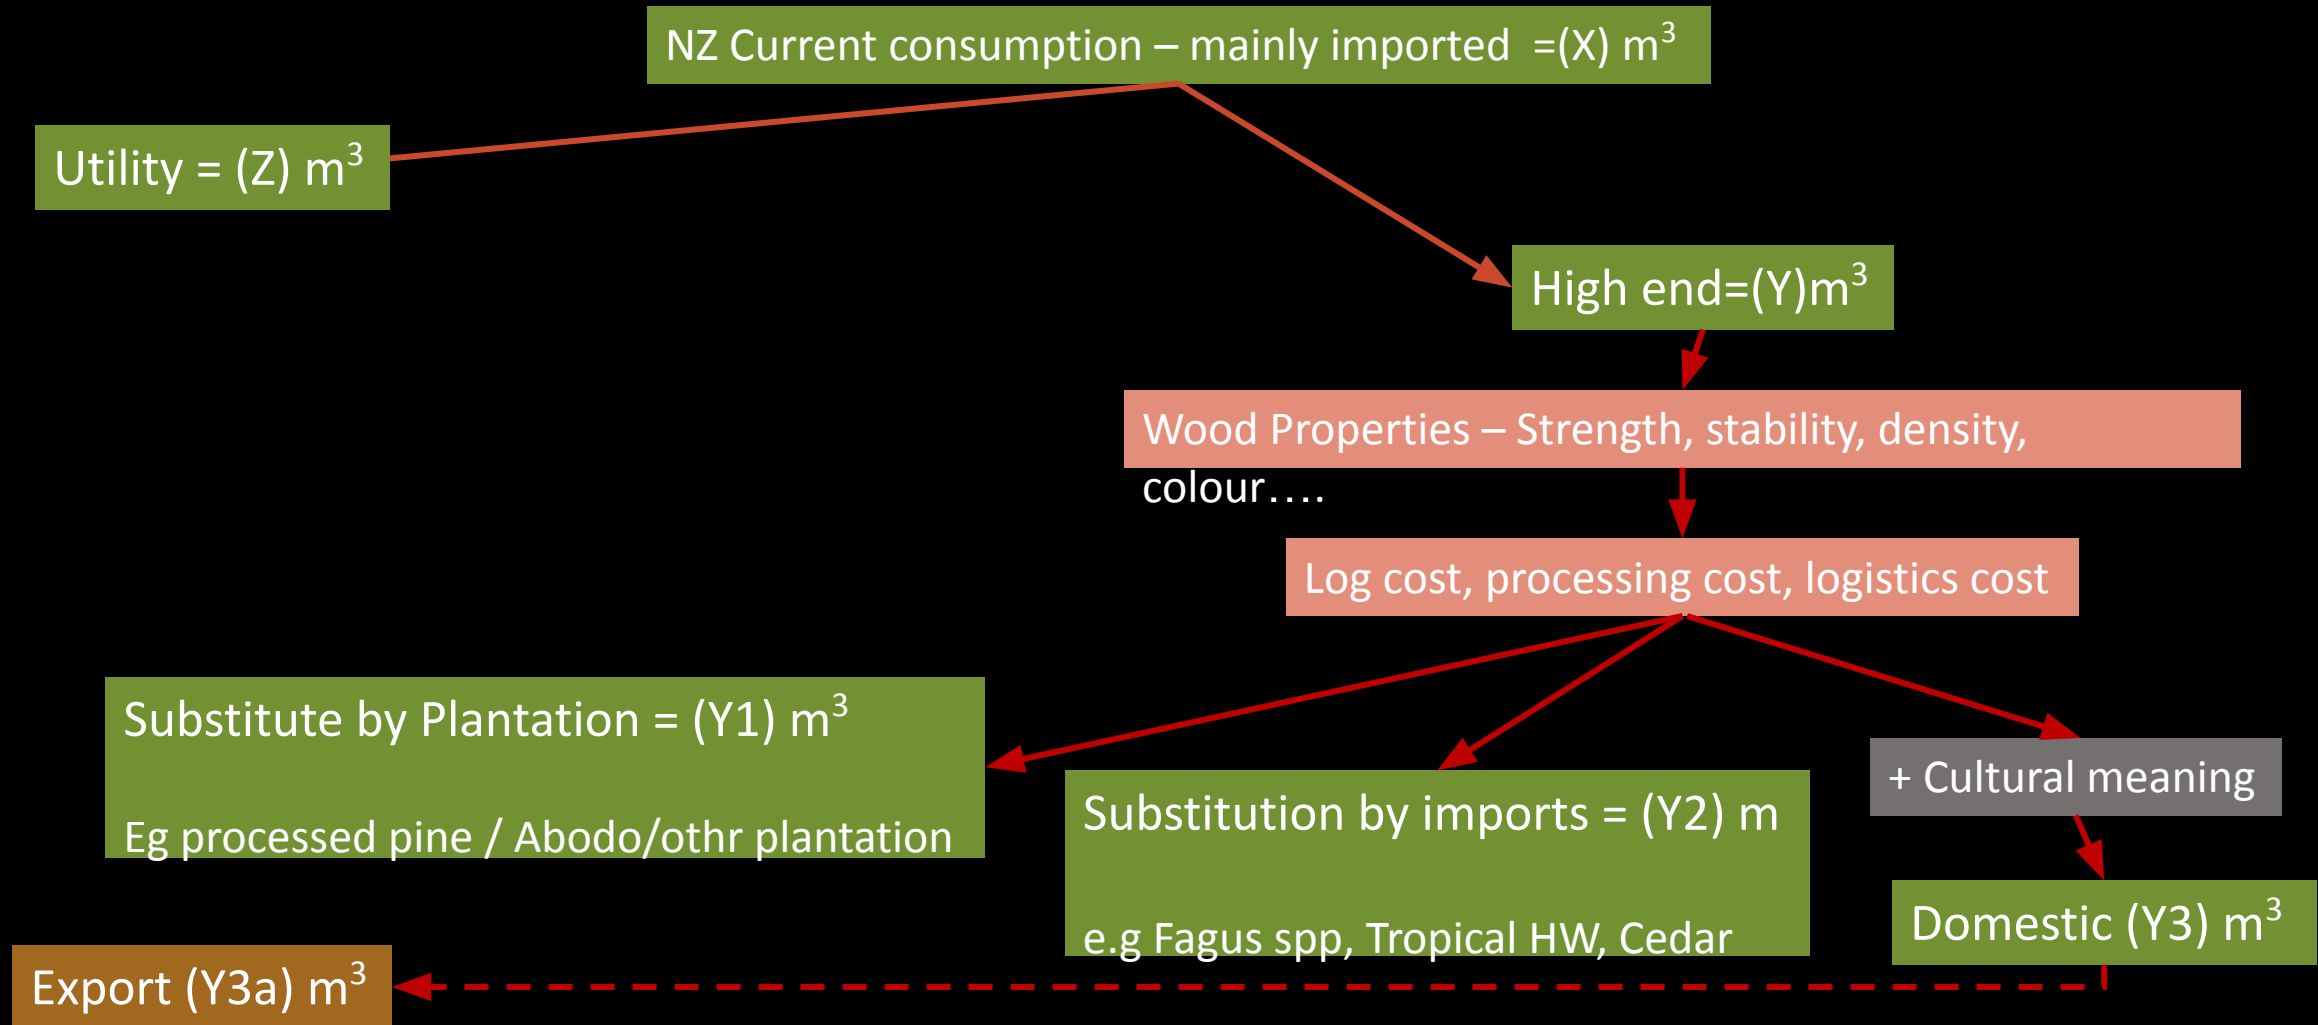 NZ Current consumption – mainly imported =(X) m³
Utility = (Z) m³
High end=(Y)m³
Wood Properties – Strength, stability, density,
colour….
Log cost, processing cost, logistics cost
Substitute by Plantation = (Y1) m³
Eg processed pine / Abodo/othr plantation
Substitution by imports = (Y2) m
e.g Fagus spp, Tropical HW, Cedar
+ Cultural meaning
Domestic (Y3) m³
Export (Y3a) m³